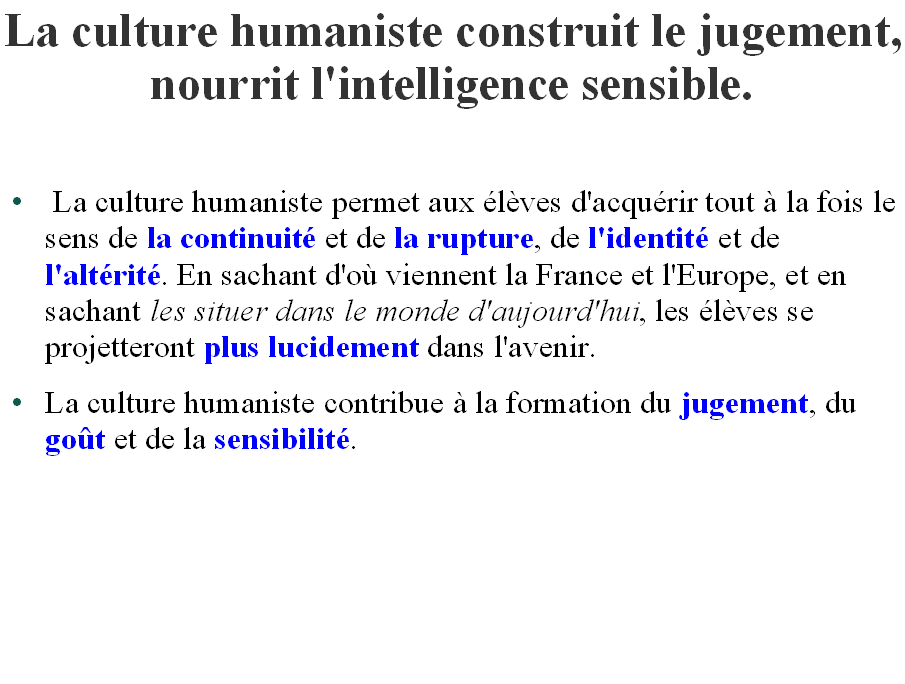 La culture humaniste construit le jugement,
nourrit l'intelligence sensible.
• La culture humaniste permet aux élèves d'acquérir tout à la fois le
sens de la continuité et de la rupture, de l'identité et de
l'altérité. En sachant d'où viennent la France et l'Europe, et en
sachant les situer dans le monde d'aujourd'hui, les élèves se
projetteront plus lucidement dans l'avenir.
• La culture humaniste contribue à la formation du jugement, du
goût et de la sensibilité.